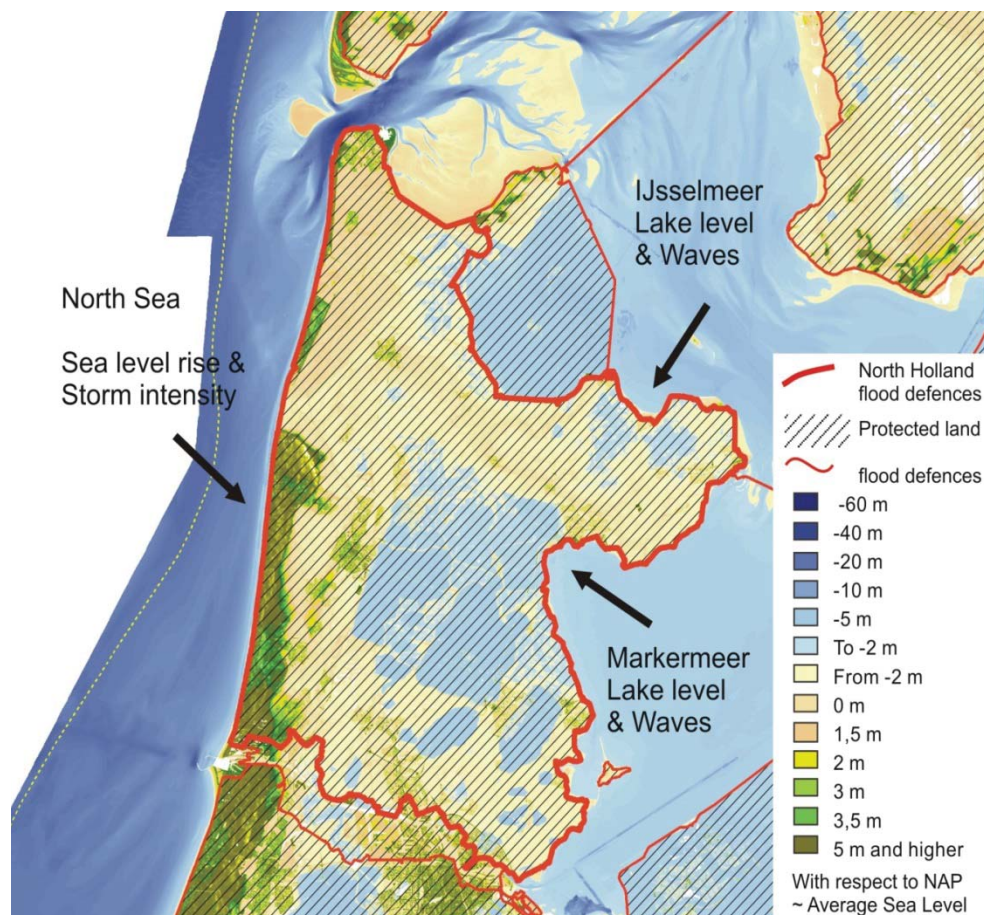 North Sea
Sea level rise &
Storm intensity
IJsselmeer
Lake level
& Waves
Markermeer
Lake level
& Waves
North Holland
flood defences
Protected land
flood defences
-60 m
-40 m
-20 m
-10 m
-5 m
To -2 m
From -2 m
0 m
1,5 m
2 m
3 m
3,5 m
5 m and higher
With respect to NAP
~ Average Sea Level